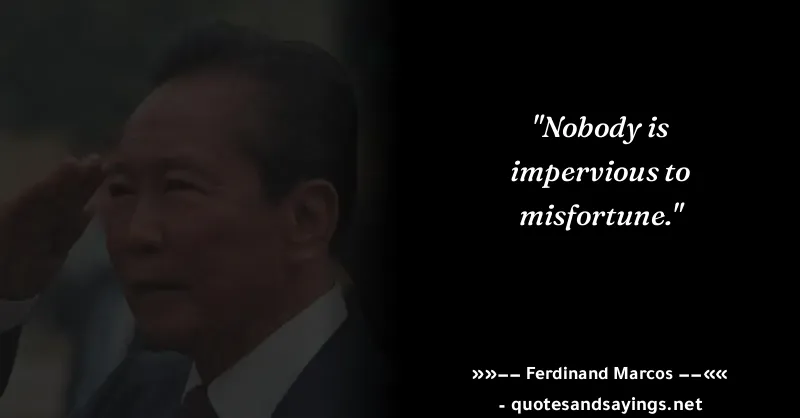 "Nobody is
impervious to
misfortune."
»»−− Ferdinand Marcos −−««
- quotesandsayings.net